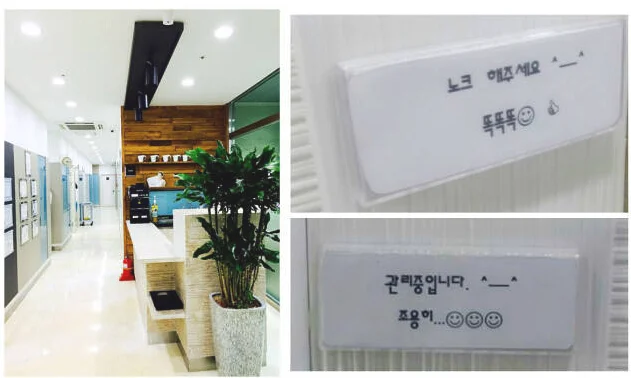 노크 해주세요 ^__^
똑똑똑☺ 👍
관리중입니다. ^__^
조용히...☺☺☺